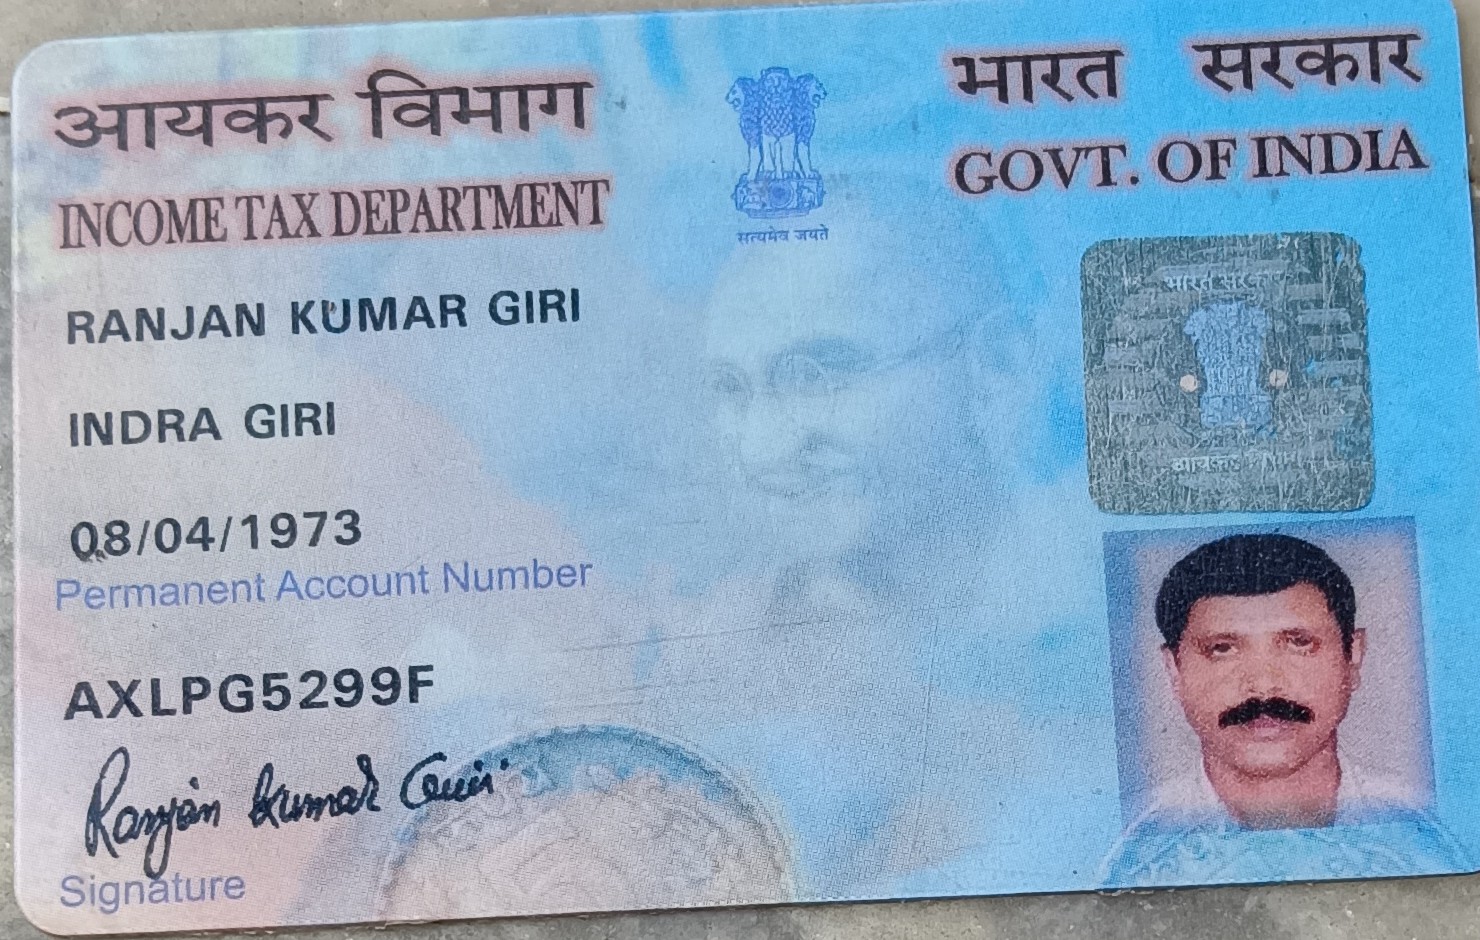 आयकर विभाग
INCOME TAX DEPARTMENT
सत्यमेव जयते
भारत सरकार
GOVT. OF INDIA
RANJAN KUMAR GIRI
INDRA GIRI
08/04/1973
Permanent Account Number
AXLPG5299F
Ranjan Kumar Giri
Signature
भारत सरकार
आयकर